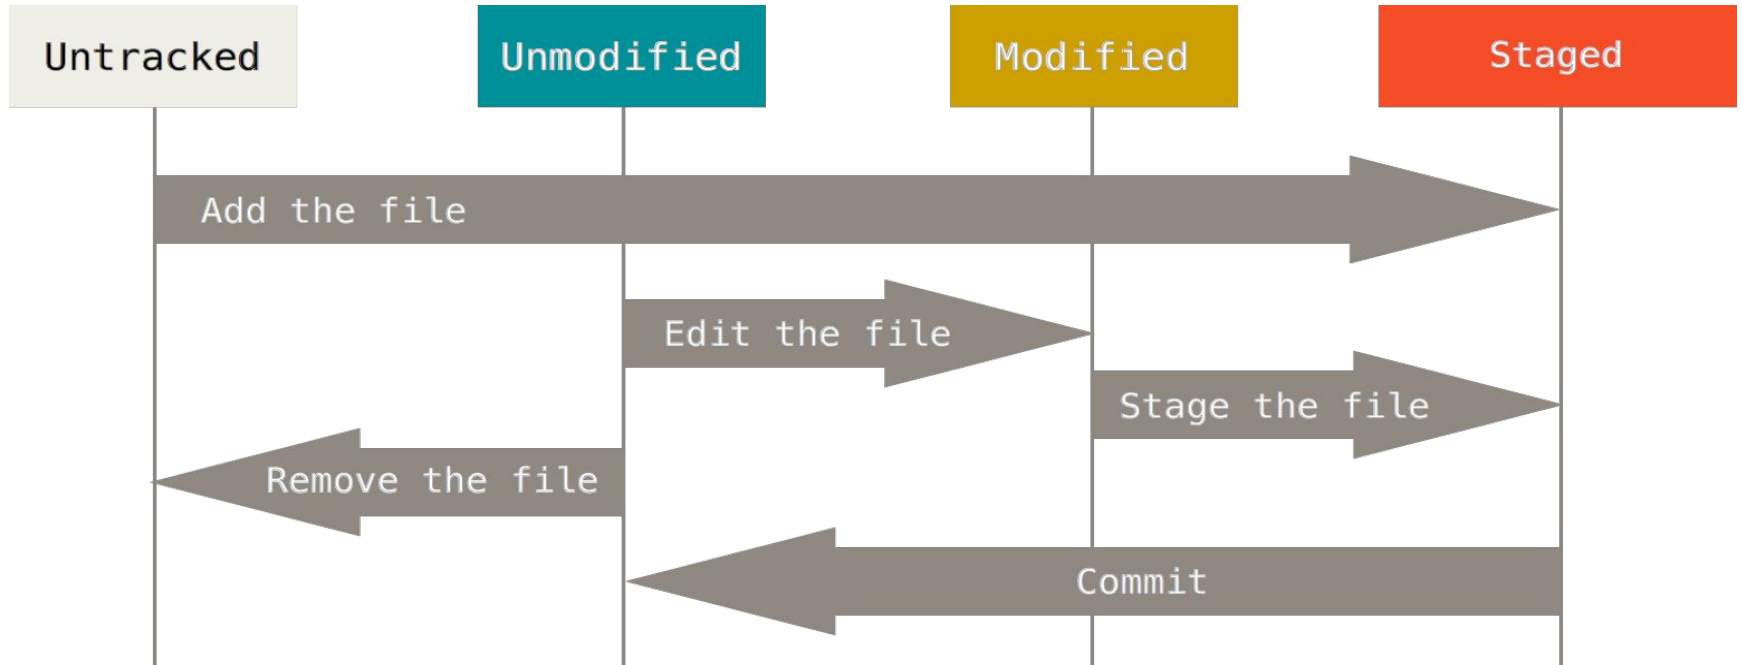 Untracked
Unmodified
Modified
Staged
Add the file
Edit the file
Stage the file
Remove the file
Commit